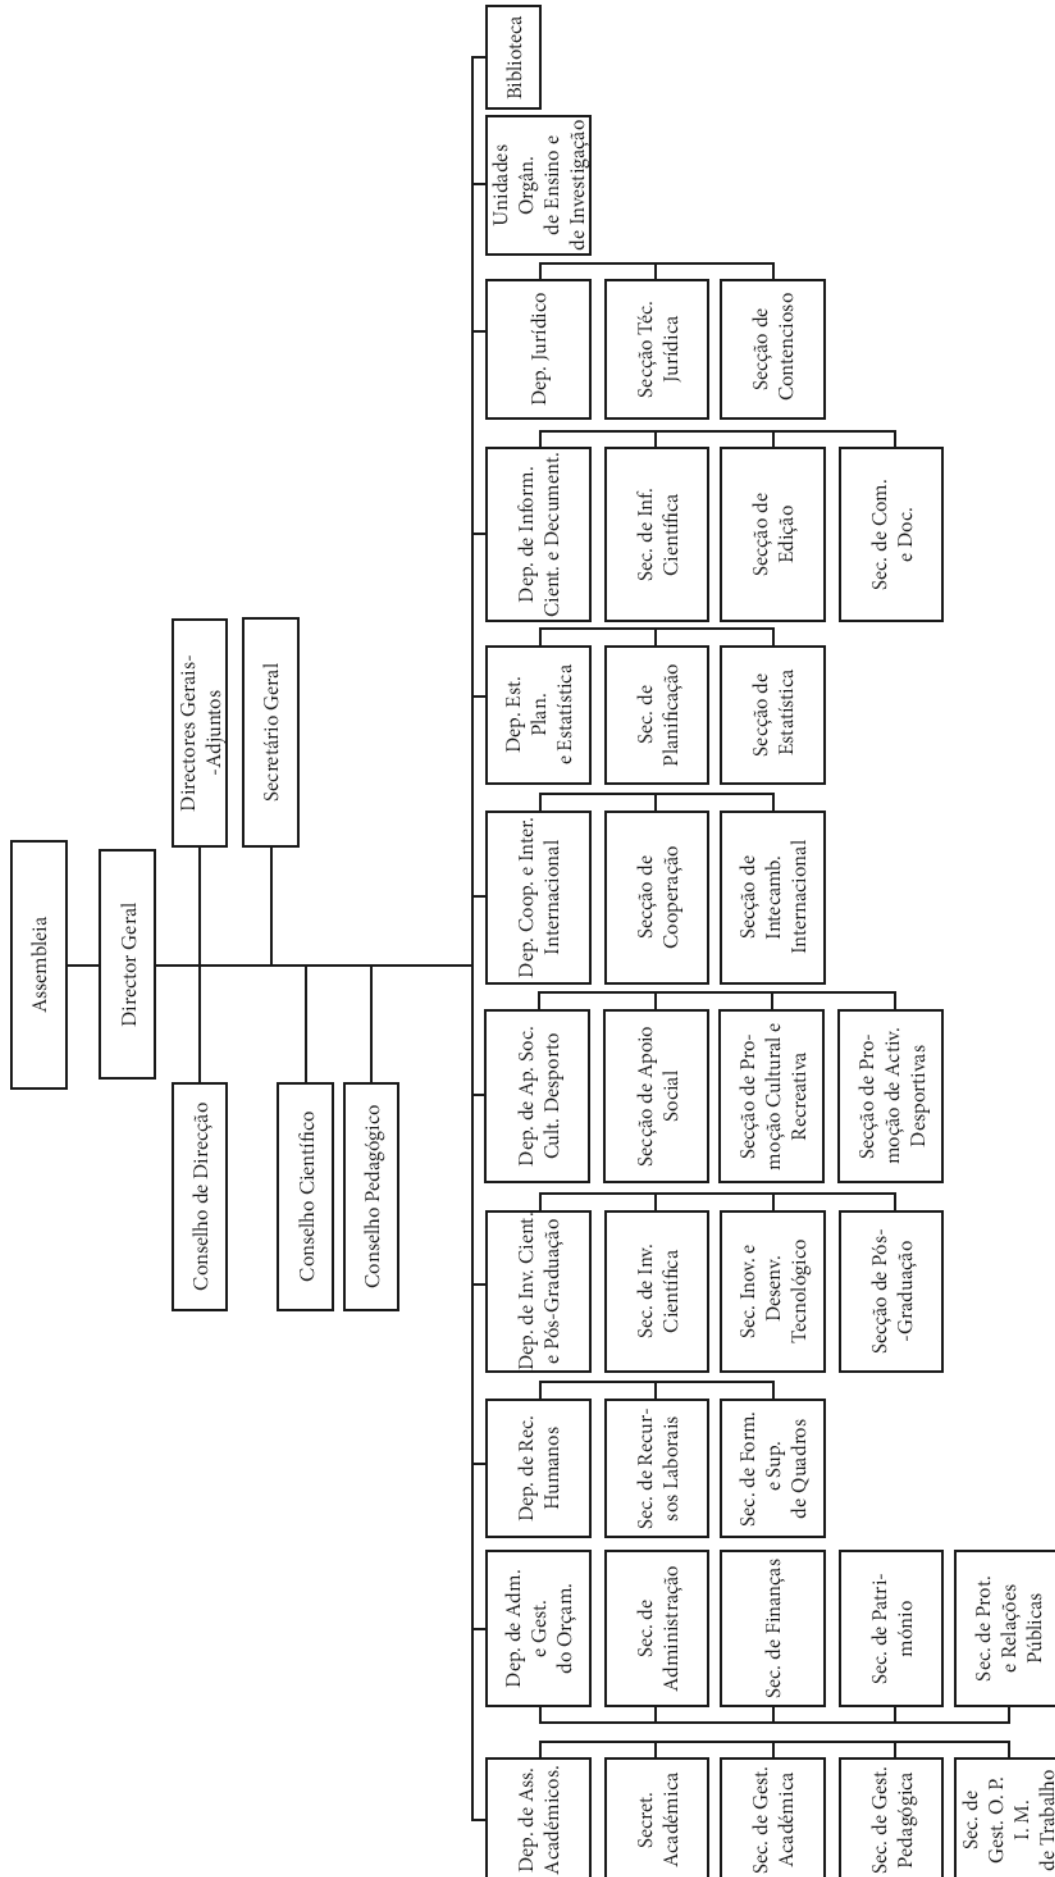 Assembleia
Director Geral
Directores Gerais-
-Adjuntos
Secretário Geral
Conselho de Direcção
Conselho Científico
Conselho Pedagógico
Dep. de Ass.
Académicos.
Secret.
Académica
Sec. de Gest.
Académica
Sec. de Gest.
Pedagógica
Sec. de
Gest. O. P.
I. M.
de Trabalho
Dep. de Adm.
e Gest.
do Orçam.
Sec. de
Administração
Sec. de Finanças
Sec. de Patri-
mónio
Sec. de Prot.
e Relações
Públicas
Dep. de Rec.
Humanos
Sec. de Recur-
sos Laborais
Sec. de Form.
e Sup.
de Quadros
Dep. de Inv. Cient.
e Pós-Graduação
Sec. de Inv.
Científica
Sec. Inov. e
Desenv.
Tecnológico
Secção de Pós-
-Graduação
Dep. de Ap. Soc.
Cult. Desporto
Secção de Apoio
Social
Secção de Pro-
moção Cultural e
Recreativa
Secção de Pro-
moção de Activ.
Desportivas
Dep. Coop. e Inter.
Internacional
Secção de
Cooperação
Secção de
Intecamb.
Internacional
Dep. Est.
Plan.
e Estatística
Sec. de
Planificação
Secção de
Estatística
Dep. de Inform.
Cient. e Decument.
Sec. de Inf.
Científica
Secção de
Edição
Sec. de Com.
e Doc.
Dep. Jurídico
Secção Téc.
Jurídica
Secção de
Contencioso
Unidades
Orgân.
de Ensino e
de Investigação
Biblioteca